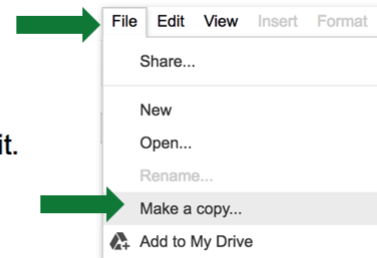 File Edit View Insert Format
Share...
New
Open...
it.
Rename...
Make a copy...
Add to My Drive